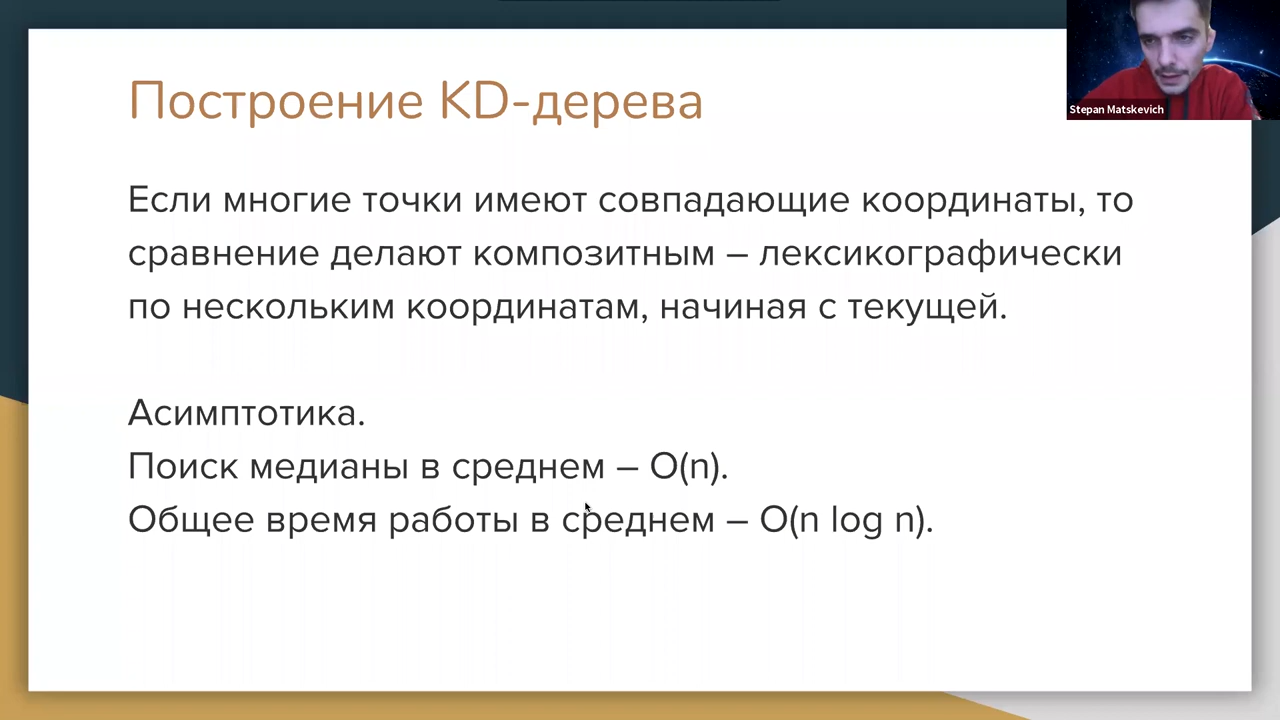 Построение KD-дерева
Stepan Matskevich
Если многие точки имеют совпадающие координаты, то
сравнение делают композитным – лексикографически
по нескольким координатам, начиная с текущей.
Асимптотика.
Поиск медианы в среднем – O(n).
Общее время работы в среднем – O(n log n).